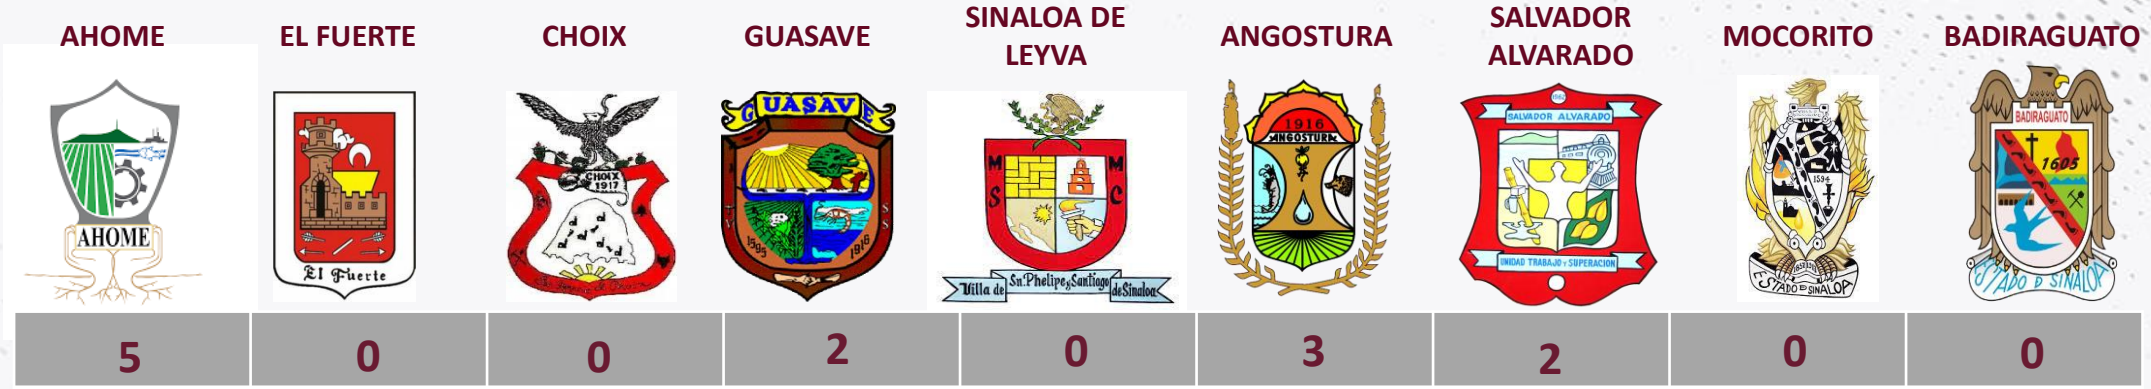 AHOME
EL FUERTE
CHOIX
GUASAVE
SINALOA DE
LEYVA
ANGOSTURA
SALVADOR
ALVARADO
MOCORITO
BADIRAGUATO
AHOME
El Fuerte
CHOIX
1917
GUASAVE
1595
1916
M M
S C
Villa de Sn. Phelipe y Santiago de Sinaloa
1916
ANGOSTURA
1962
SALVADOR ALVARADO
UNIDAD TRABAJO Y SUPERACION
1594
ESTADO D SINALOA
BADIRAGUATO
1605
ESTADO D SINALOA
5 0 0 2 0 3 2 0 0